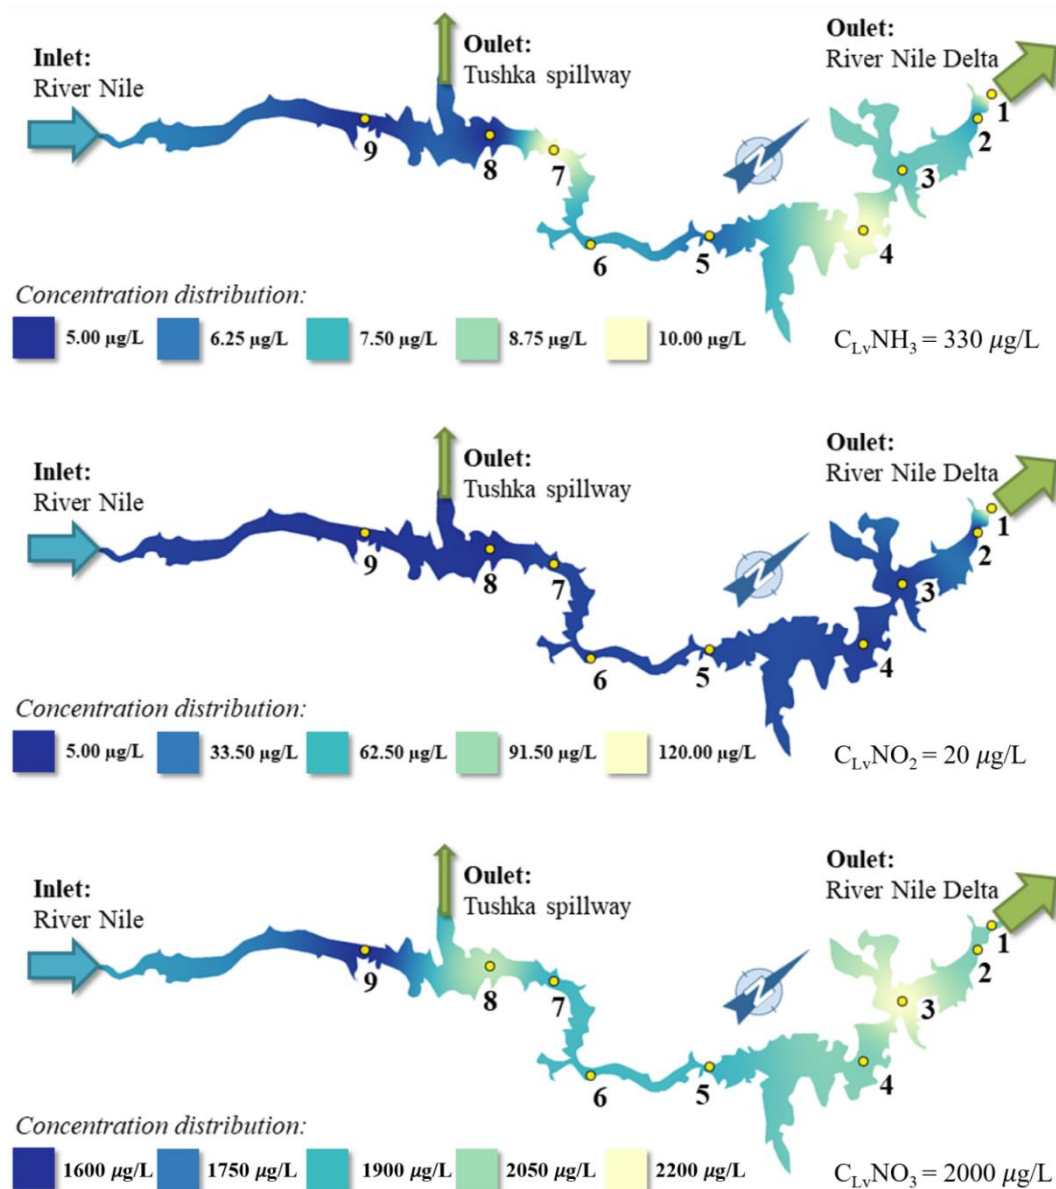 Inlet:
River Nile
Oulet:
Tushka spillway
Oulet:
River Nile Delta
1
2
3
4
5
6
7
8
9
N
Concentration distribution:
5.00 µg/L 6.25 µg/L 7.50 µg/L 8.75 µg/L 10.00 µg/L
C_LvNH₃ = 330 µg/L
Inlet:
River Nile
Oulet:
Tushka spillway
Oulet:
River Nile Delta
1
2
3
4
5
6
7
8
9
N
Concentration distribution:
5.00 µg/L 33.50 µg/L 62.50 µg/L 91.50 µg/L 120.00 µg/L
C_LvNO₂ = 20 µg/L
Inlet:
River Nile
Oulet:
Tushka spillway
Oulet:
River Nile Delta
1
2
3
4
5
6
7
8
9
N
Concentration distribution:
1600 µg/L 1750 µg/L 1900 µg/L 2050 µg/L 2200 µg/L
C_LvNO₃ = 2000 µg/L